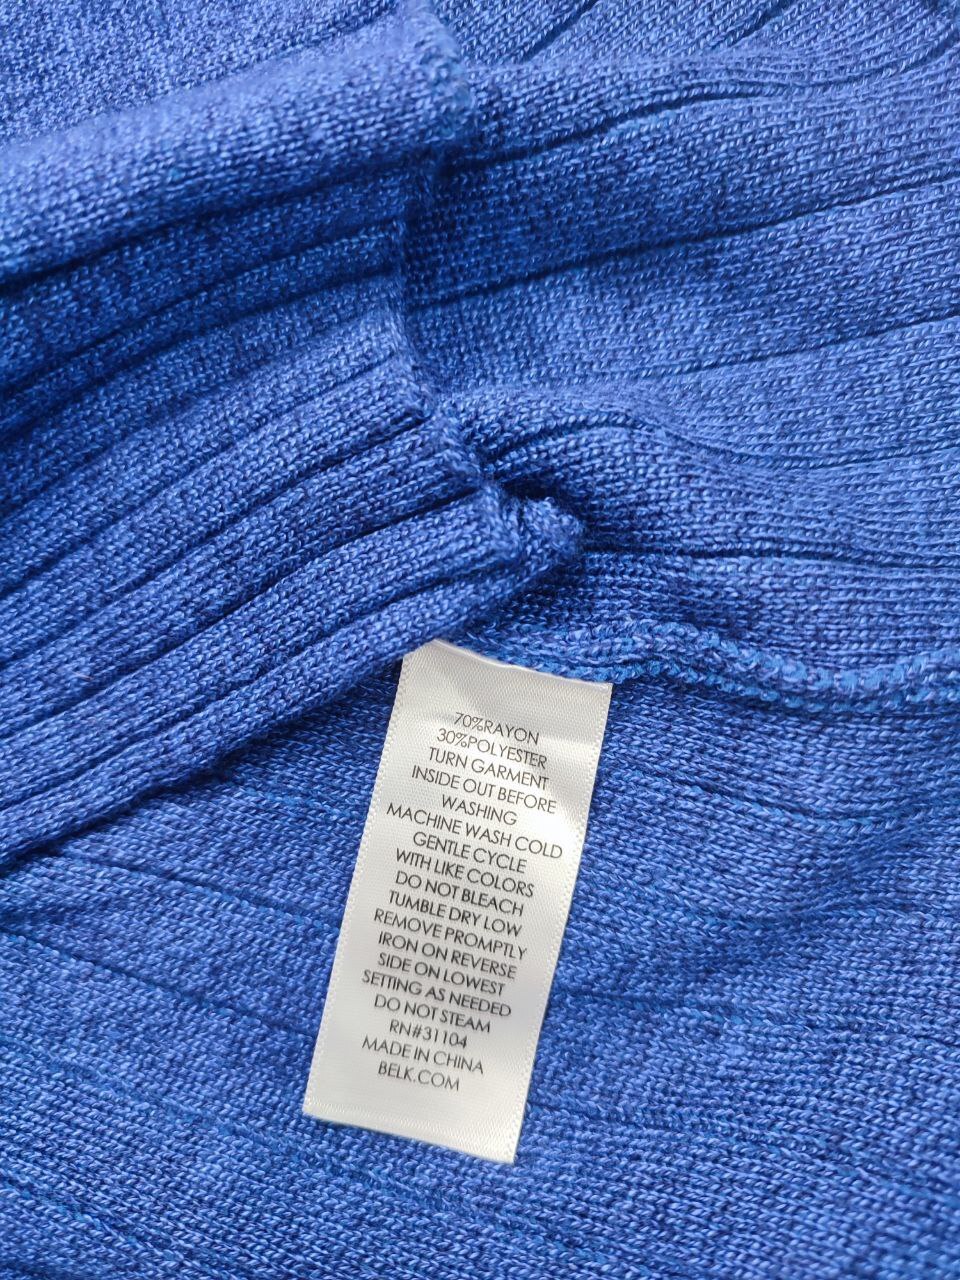 70%RAYON
30%POLYESTER
TURN GARMENT
INSIDE OUT BEFORE
WASHING
MACHINE WASH COLD
GENTLE CYCLE
WITH LIKE COLORS
DO NOT BLEACH
TUMBLE DRY LOW
REMOVE PROMPTLY
IRON ON REVERSE
SIDE ON LOWEST
SETTING AS NEEDED
DO NOT STEAM
RN#31104
MADE IN CHINA
BELK.COM